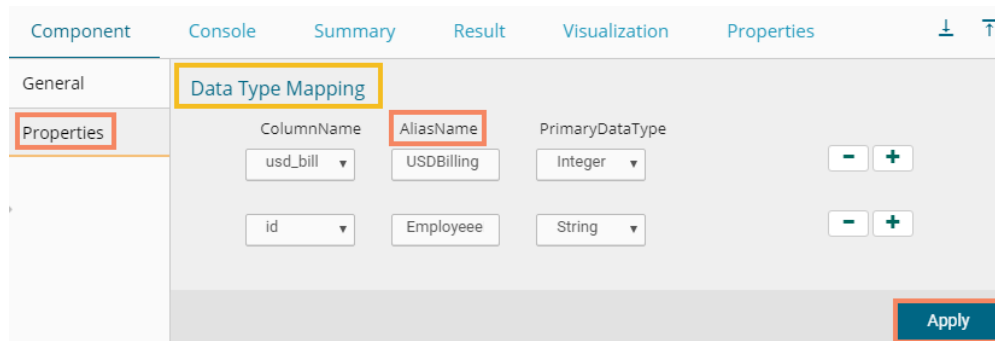 Component Console Summary Result Visualization Properties
General
Data Type Mapping
Properties
ColumnName AliasName PrimaryDataType
usd_bill USDBilling Integer - +
id Employeee String - +
Apply